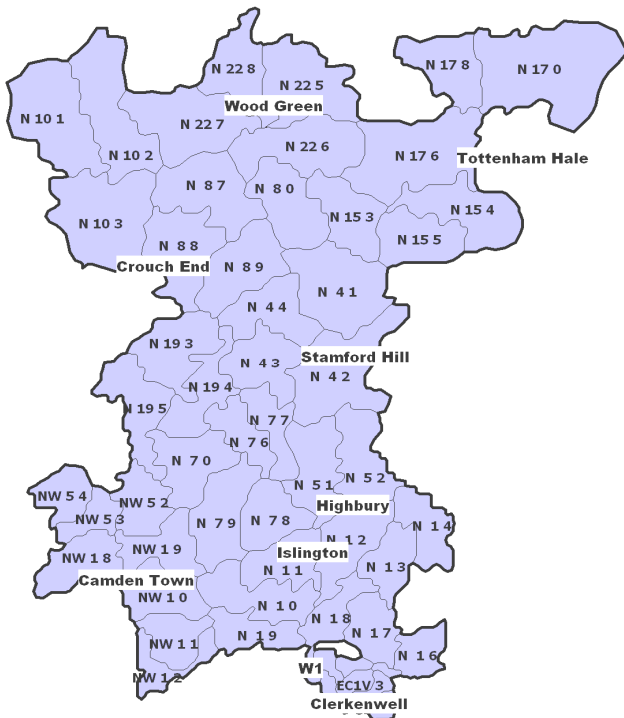 N 22 8
N 17 8
N 17 0
N 22 5
Wood Green
N 10 1
N 22 7
N 22 6
N 10 2
N 17 6
Tottenham Hale
N 8 7
N 8 0
N 10 3
N 15 3
N 15 4
N 8 8
N 15 5
Crouch End
N 8 9
N 4 1
N 4 4
N 19 3
Stamford Hill
N 4 3
N 4 2
N 19 4
N 19 5
N 7 7
N 7 6
N 7 0
N 5 1
N 5 2
NW 5 4
NW 5 2
Highbury
NW 5 3
N 7 9
N 7 8
N 1 4
N 1 2
NW 1 9
Islington
NW 1 8
N 1 3
N 1 1
Camden Town
NW 1 0
N 1 0
N 1 8
N 1 9
N 1 7
NW 1 1
N 1 6
W1
NW 1 2
EC1V 3
Clerkenwell